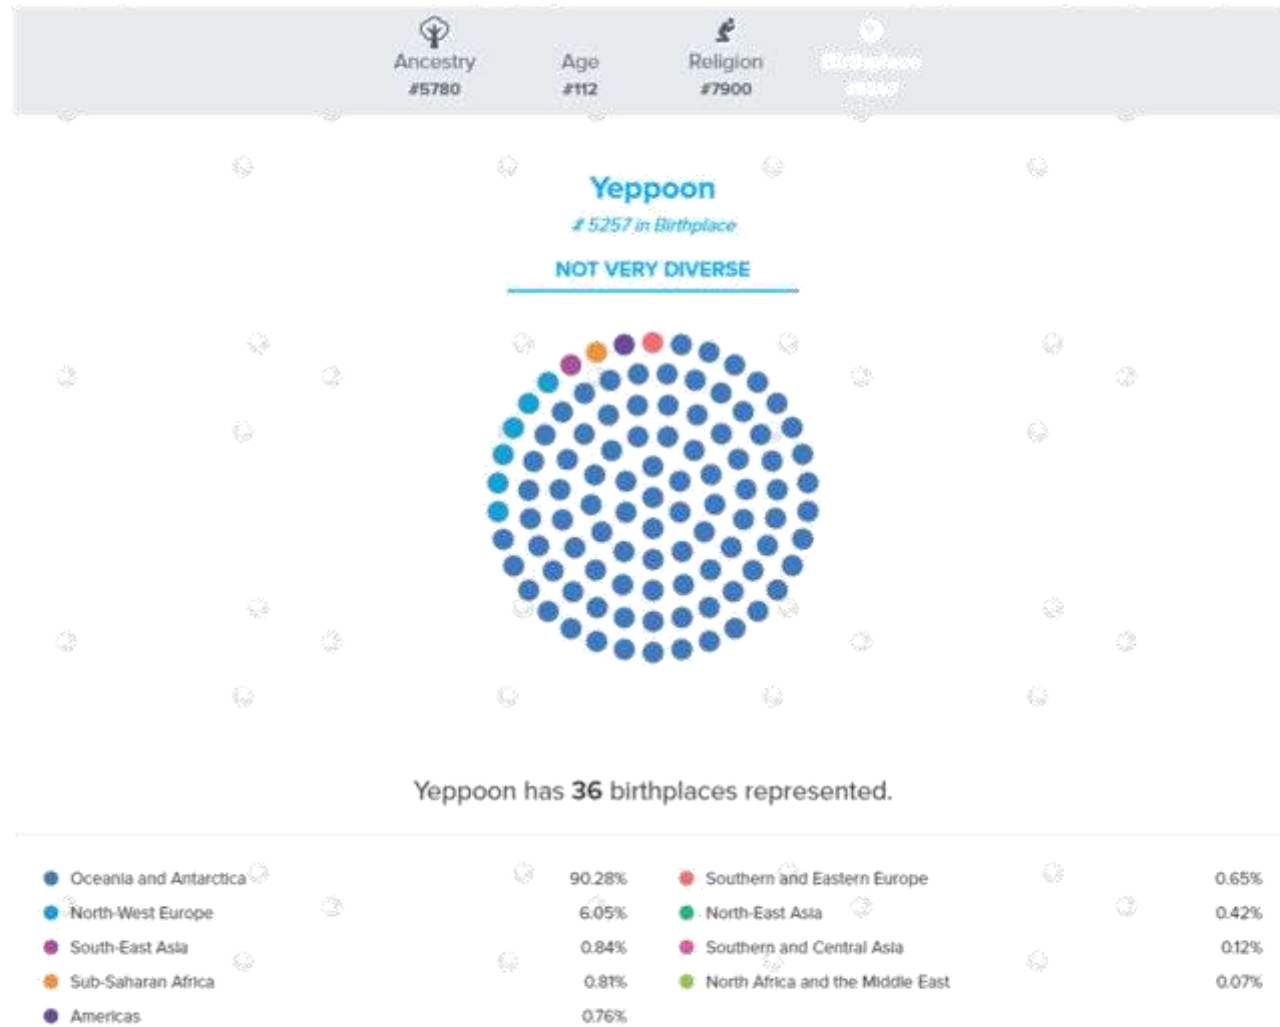 Ancestry Age Religion
#5780 #112 #7900
Yeppoon
# 5257 in Birthplace
NOT VERY DIVERSE
Yeppoon has 36 birthplaces represented.
Oceania and Antarctica 90.28% Southern and Eastern Europe 0.65%
North-West Europe 6.05% North-East Asia 0.42%
South-East Asia 0.84% Southern and Central Asia 0.12%
Sub-Saharan Africa 0.81% North Africa and the Middle East 0.07%
Americas 0.76%